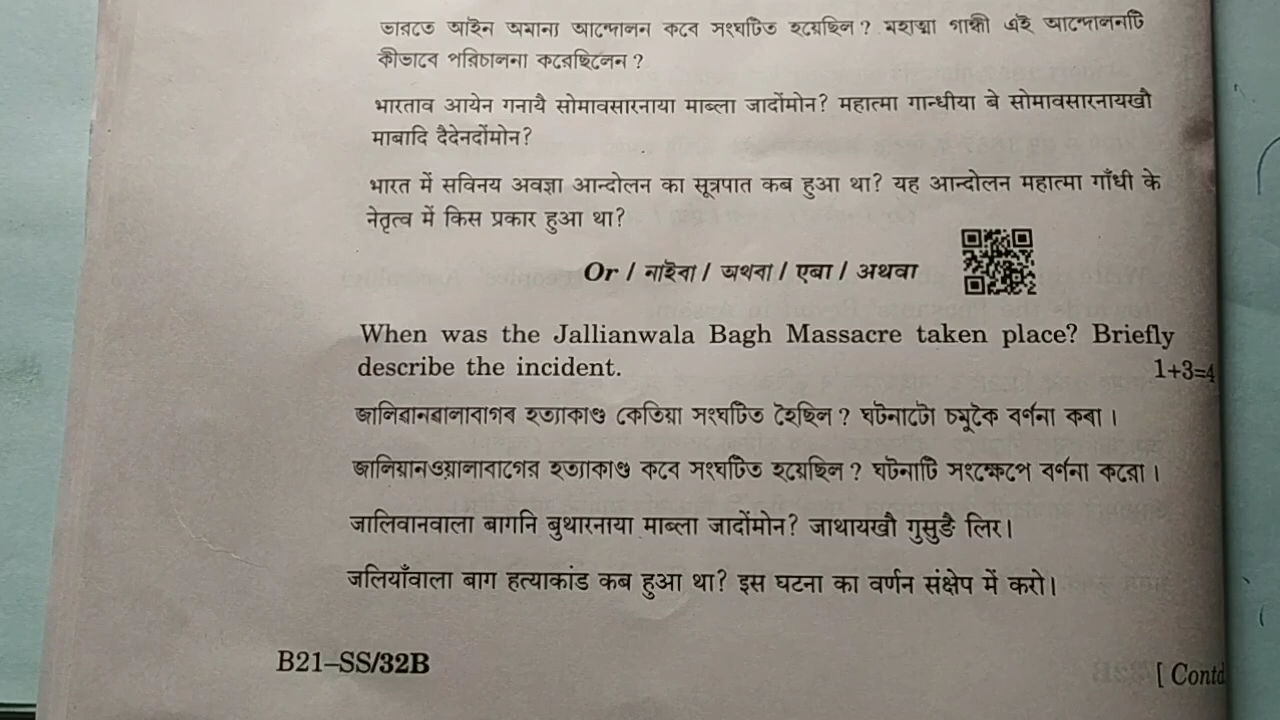 ভারতে আইন অমান্য আন্দোলন কবে সংঘটিত হয়েছিল ? মহাত্মা গান্ধী এই আন্দোলনটি
কীভাবে পরিচালনা করেছিলেন ?
भारताव आयेन गनायै सोमावसारनाया माब्ला जादोंमोन? महात्मा गान्धीया बे सोमावसारनायखौ
माबादि दैदेनदोंमोन?
भारत में सविनय अवज्ञा आन्दोलन का सूत्रपात कब हुआ था? यह आन्दोलन महात्मा गाँधी के
नेतृत्व में किस प्रकार हुआ था?
Or / নাইবা / অথবা / एबा / अथवा
When was the Jallianwala Bagh Massacre taken place? Briefly
describe the incident.
1+3=4
জালিৱানৱালাবাগৰ হত্যাকাণ্ড কেতিয়া সংঘটিত হৈছিল ? ঘটনাটো চমুকৈ বৰ্ণনা কৰা ।
জালিয়ানওয়ালাবাগের হত্যাকাণ্ড কবে সংঘটিত হয়েছিল ? ঘটনাটি সংক্ষেপে বর্ণনা করো ।
जालिवानवाला बागनि बुथारनाया माब्ला जादोंमोन? जाथायखौ गुसुङै लिर।
जलियाँवाला बाग हत्याकांड कब हुआ था? इस घटना का वर्णन संक्षेप में करो।
B21–SS/32B
[ Contd